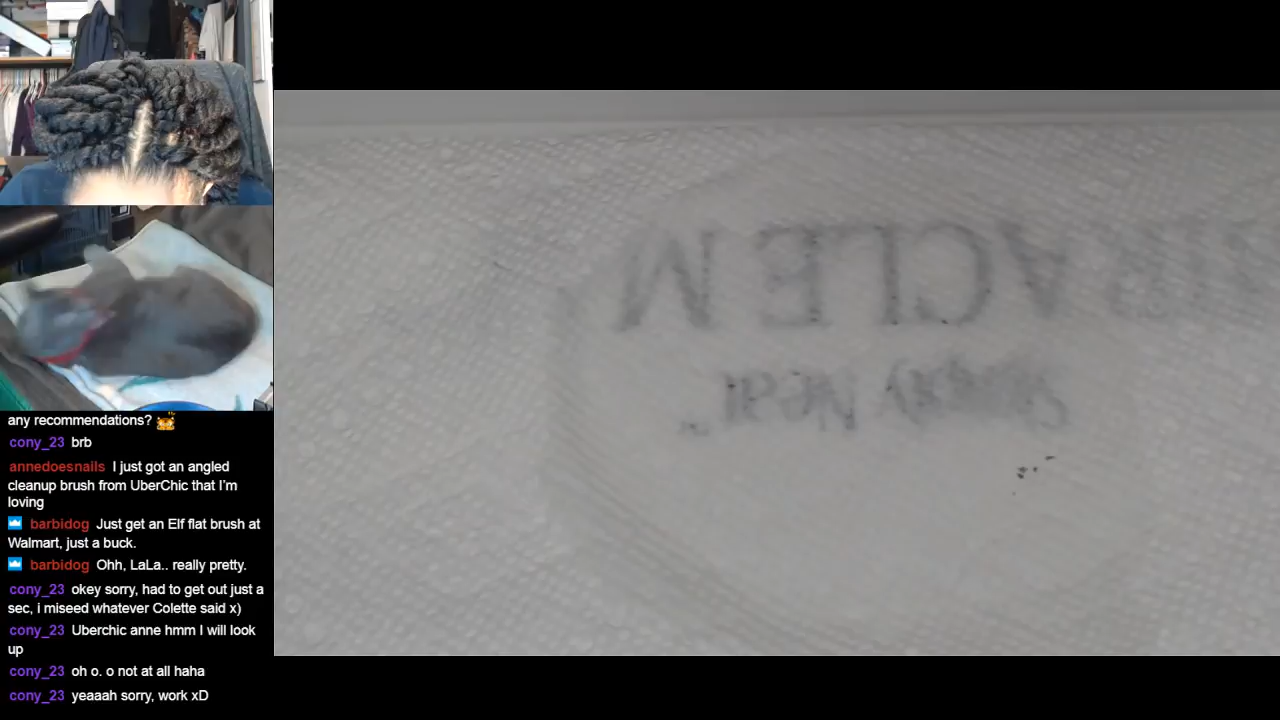 any recommendations?
cony_23 brb
annedoesnails I just got an angled
cleanup brush from UberChic that I'm
loving
barbidog Just get an Elf flat brush at
Walmart, just a buck.
barbidog Ohh, LaLa.. really pretty.
cony_23 okey sorry, had to get out just a
sec, i miseed whatever Colette said x)
cony_23 Uberchic anne hmm I will look
up
cony_23 oh o. o not at all haha
cony_23 yeaaah sorry, work xD
Simply Neat
MIRACLE M